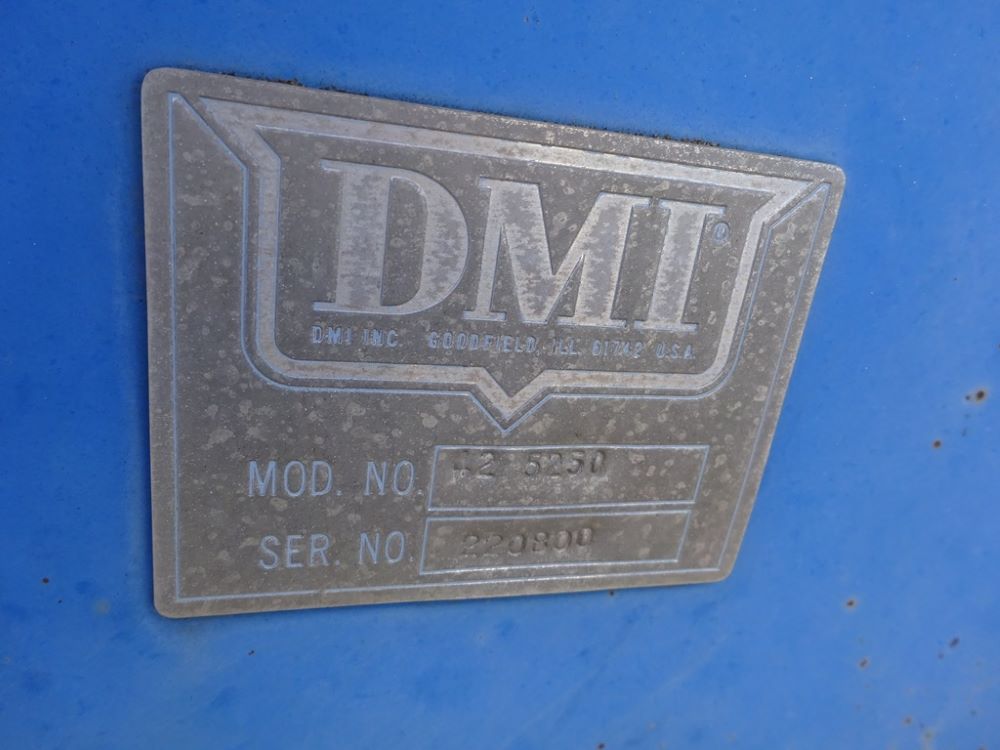 DMI®
DMI INC. GOODFIELD, ILL. 61742 U.S.A.
MOD. NO. 5250
SER. NO. 220800